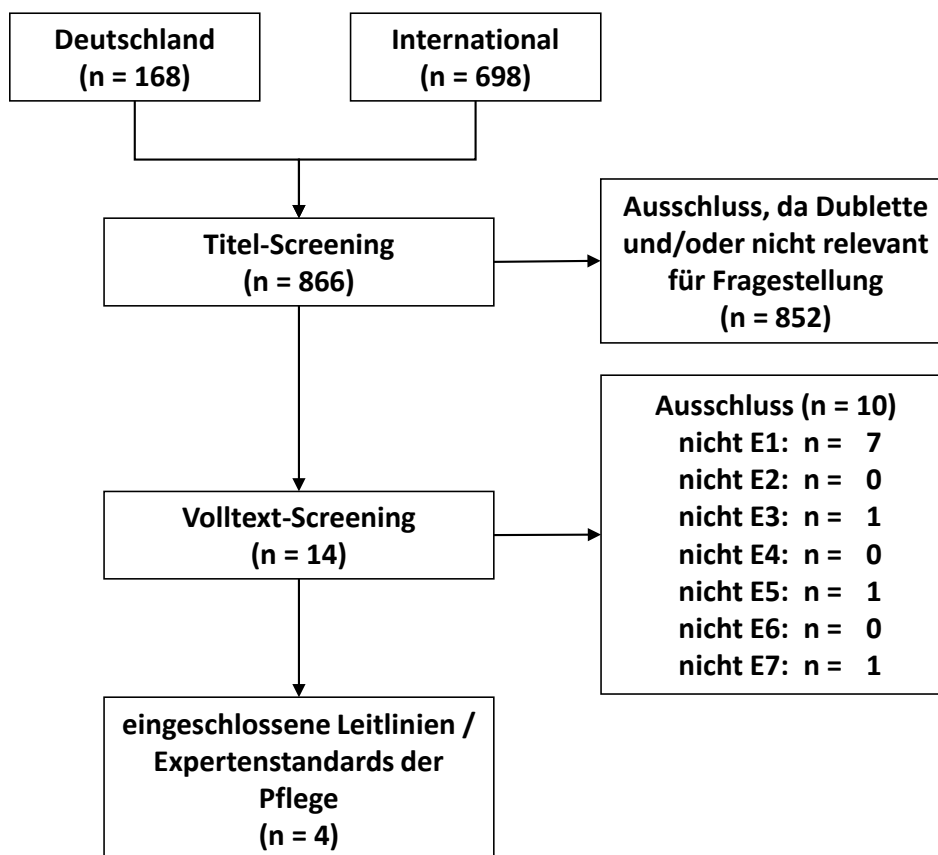 Deutschland
(n = 168)
International
(n = 698)
Titel-Screening
(n = 866)
Ausschluss, da Dublette
und/oder nicht relevant
für Fragestellung
(n = 852)
Volltext-Screening
(n = 14)
Ausschluss (n = 10)
nicht E1: n = 7
nicht E2: n = 0
nicht E3: n = 1
nicht E4: n = 0
nicht E5: n = 1
nicht E6: n = 0
nicht E7: n = 1
eingeschlossene Leitlinien /
Expertenstandards der
Pflege
(n = 4)